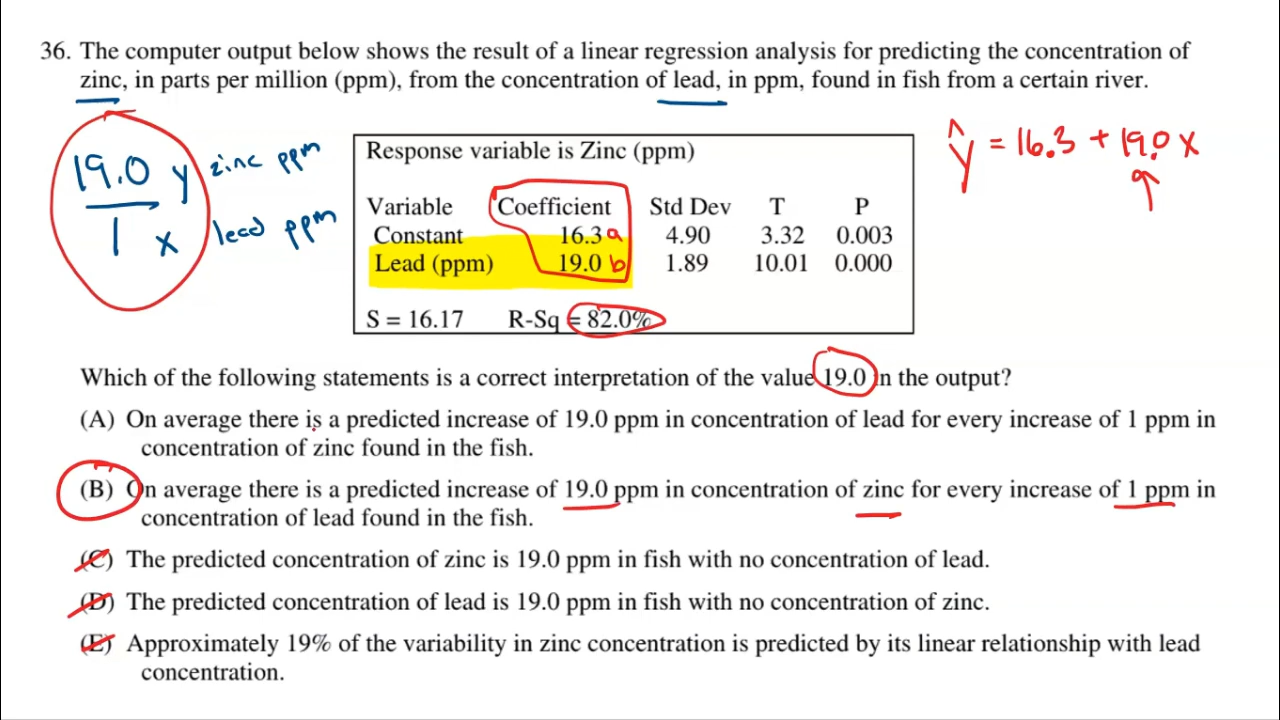 36. The computer output below shows the result of a linear regression analysis for predicting the concentration of
zinc, in parts per million (ppm), from the concentration of lead, in ppm, found in fish from a certain river.
19.0 y zinc ppm
1 x lead ppm
ŷ = 16.3 + 19.0 x
Response variable is Zinc (ppm)
Variable Coefficient Std Dev T P
Constant 16.3 a 4.90 3.32 0.003
Lead (ppm) 19.0 b 1.89 10.01 0.000
S = 16.17 R-Sq = 82.0%
Which of the following statements is a correct interpretation of the value 19.0 in the output?
(A) On average there is a predicted increase of 19.0 ppm in concentration of lead for every increase of 1 ppm in
concentration of zinc found in the fish.
(B) On average there is a predicted increase of 19.0 ppm in concentration of zinc for every increase of 1 ppm in
concentration of lead found in the fish.
(C) The predicted concentration of zinc is 19.0 ppm in fish with no concentration of lead.
(D) The predicted concentration of lead is 19.0 ppm in fish with no concentration of zinc.
(E) Approximately 19% of the variability in zinc concentration is predicted by its linear relationship with lead
concentration.